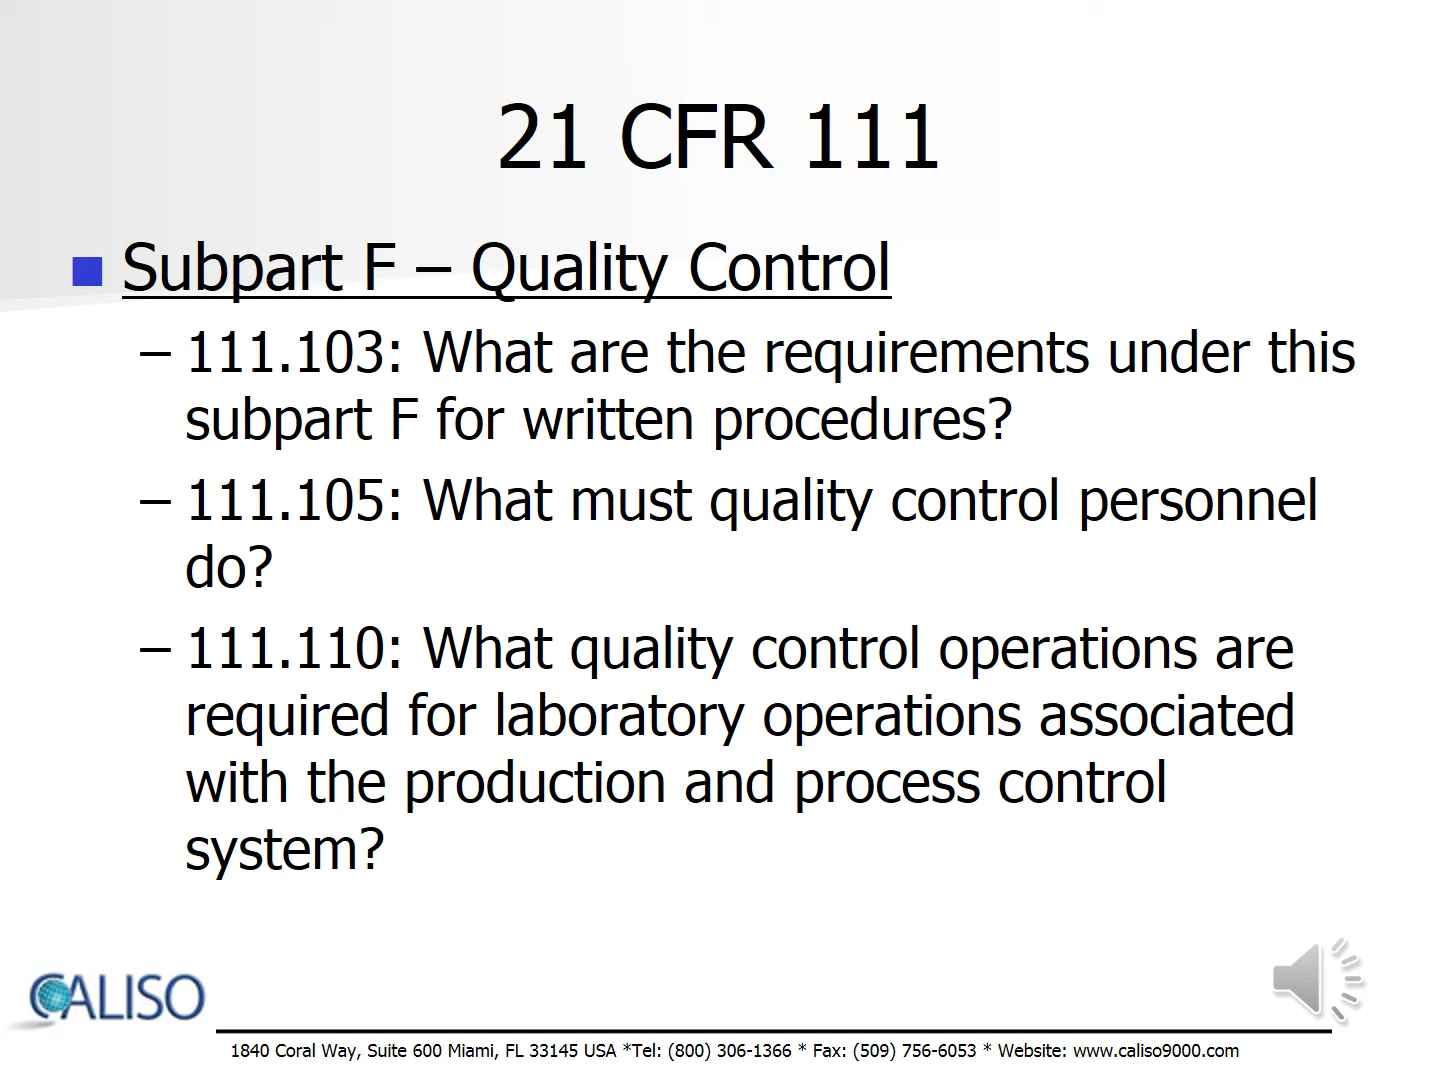 21 CFR 111
Subpart F – Quality Control
– 111.103: What are the requirements under this
subpart F for written procedures?
– 111.105: What must quality control personnel
do?
– 111.110: What quality control operations are
required for laboratory operations associated
with the production and process control
system?
CALISO
1840 Coral Way, Suite 600 Miami, FL 33145 USA *Tel: (800) 306-1366 * Fax: (509) 756-6053 * Website: www.caliso9000.com